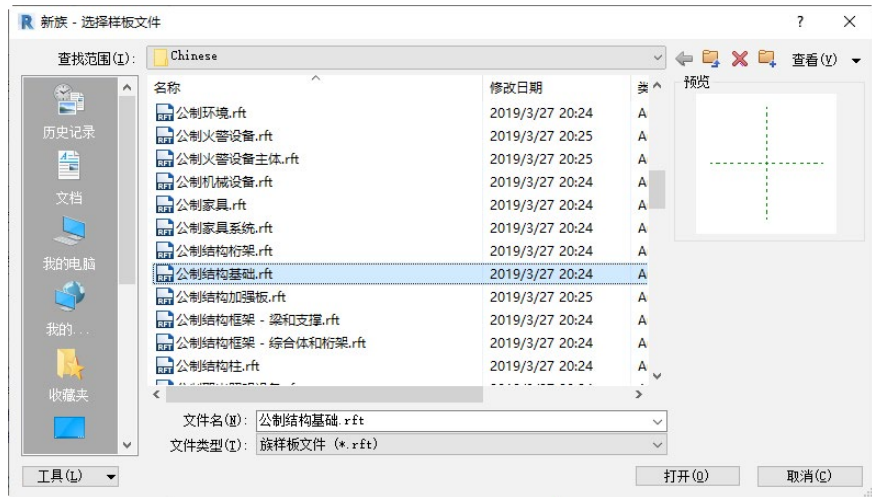 新族 - 选择样板文件
查找范围(I):
Chinese
查看(V)
历史记录
文档
我的电脑
我的...
收藏夹
名称 修改日期 类
公制环境.rft 2019/3/27 20:24 A
公制火警设备.rft 2019/3/27 20:25 A
公制火警设备主体.rft 2019/3/27 20:25 A
公制机械设备.rft 2019/3/27 20:24 A
公制家具.rft 2019/3/27 20:24 A
公制家具系统.rft 2019/3/27 20:24 A
公制结构桁架.rft 2019/3/27 20:24 A
公制结构基础.rft 2019/3/27 20:24 A
公制结构加强板.rft 2019/3/27 20:25 A
公制结构框架 - 梁和支撑.rft 2019/3/27 20:24 A
公制结构框架 - 综合体和桁架.rft 2019/3/27 20:24 A
公制结构柱.rft 2019/3/27 20:24 A
预览
文件名(N): 公制结构基础.rft
文件类型(T): 族样板文件 (*.rft)
工具(L)
打开(O)
取消(C)